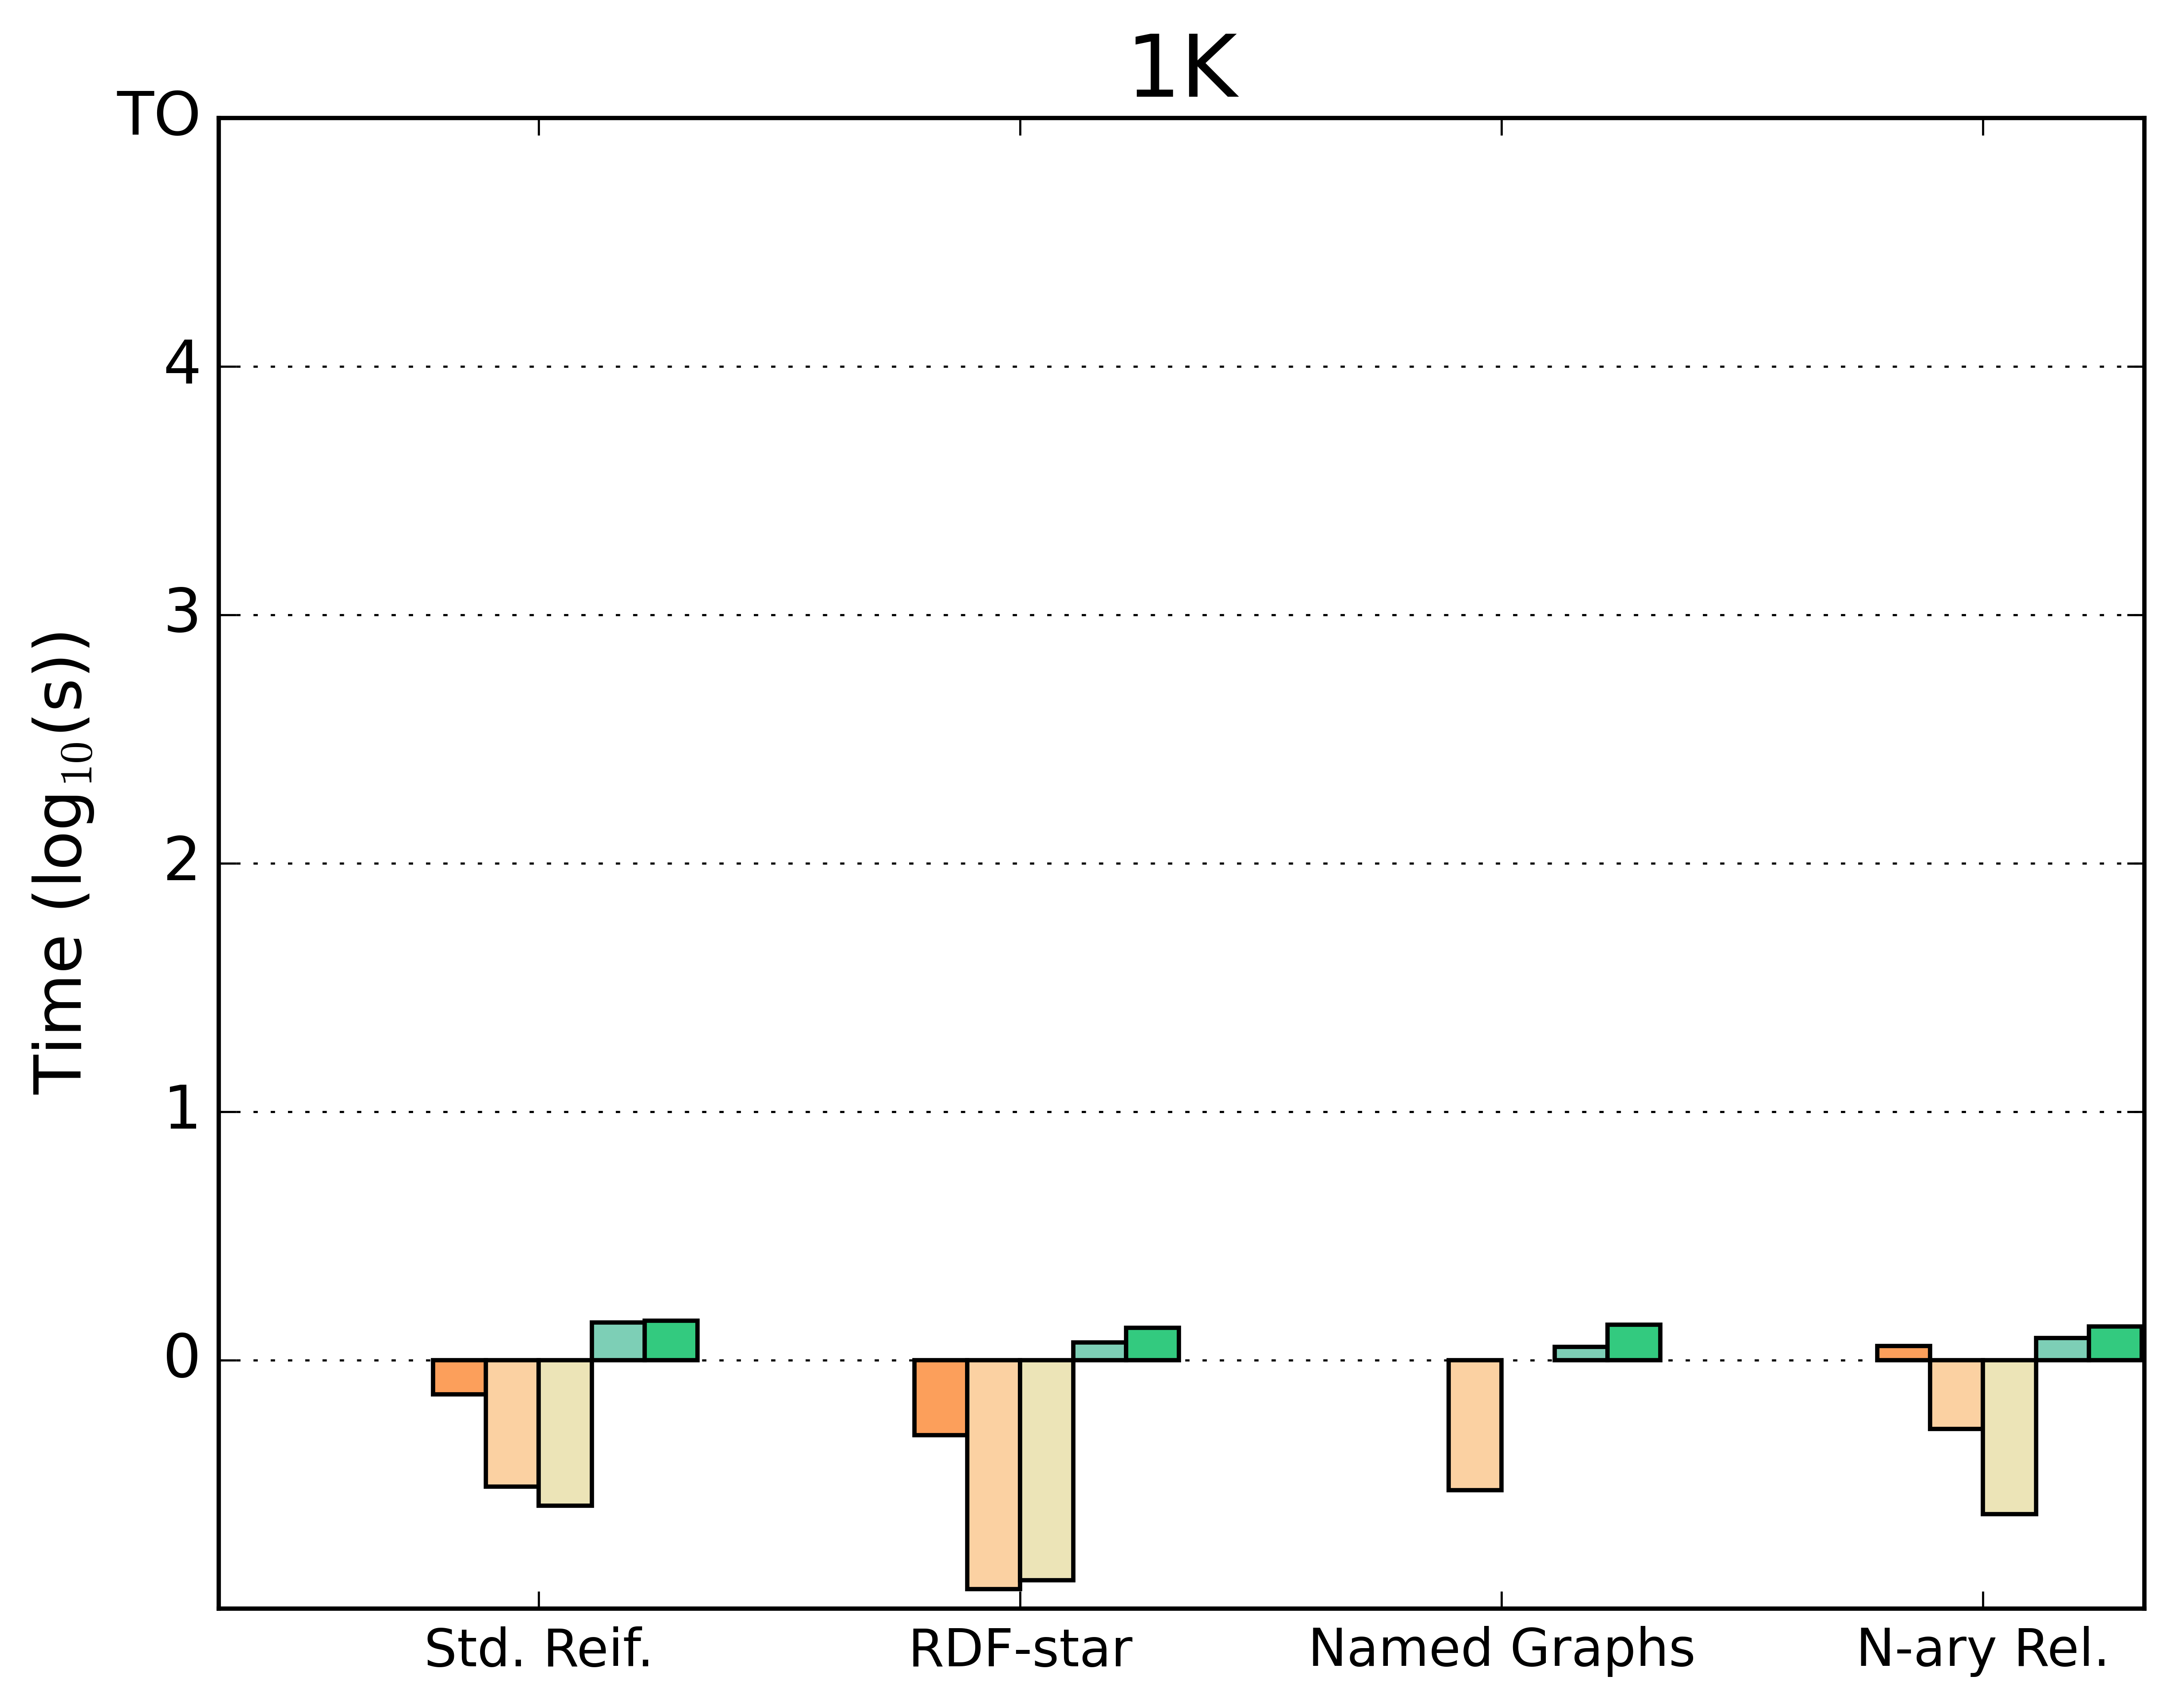 1K
TO
4
3
2
1
0
Time (log10(s))
Std. Reif.
RDF-star
Named Graphs
N-ary Rel.